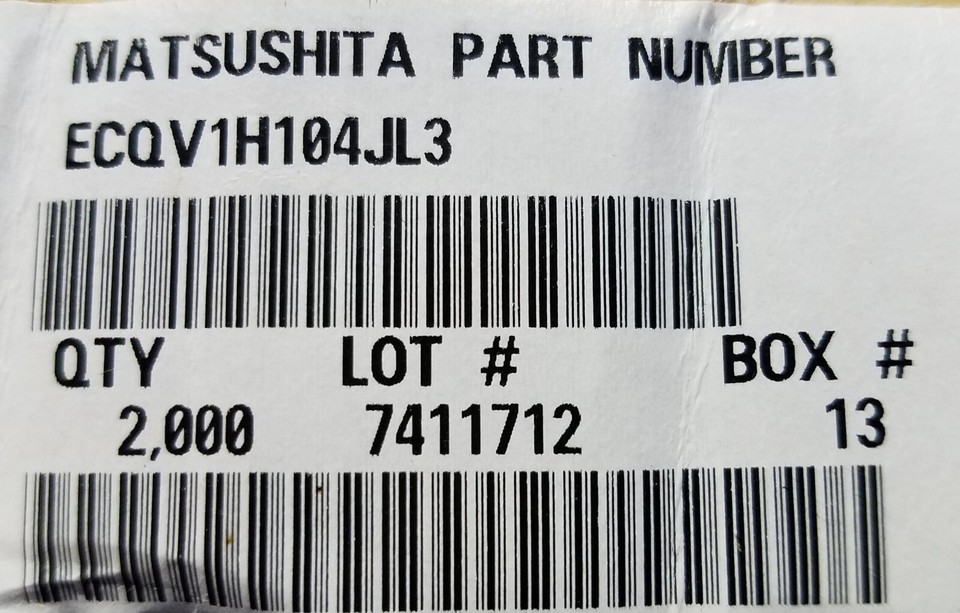 MATSUSHITA PART NUMBER
ECQV1H104JL3
QTY LOT # BOX #
2,000 7411712 13